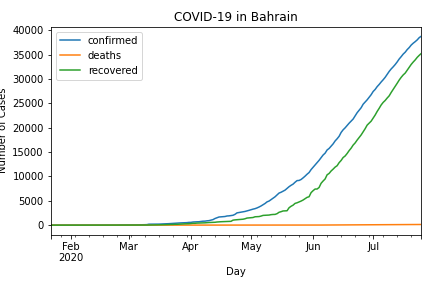 COVID-19 in Bahrain
confirmed
deaths
recovered
Number of Cases
40000
35000
30000
25000
20000
15000
10000
5000
0
Feb
2020
Mar
Apr
May
Jun
Jul
Day